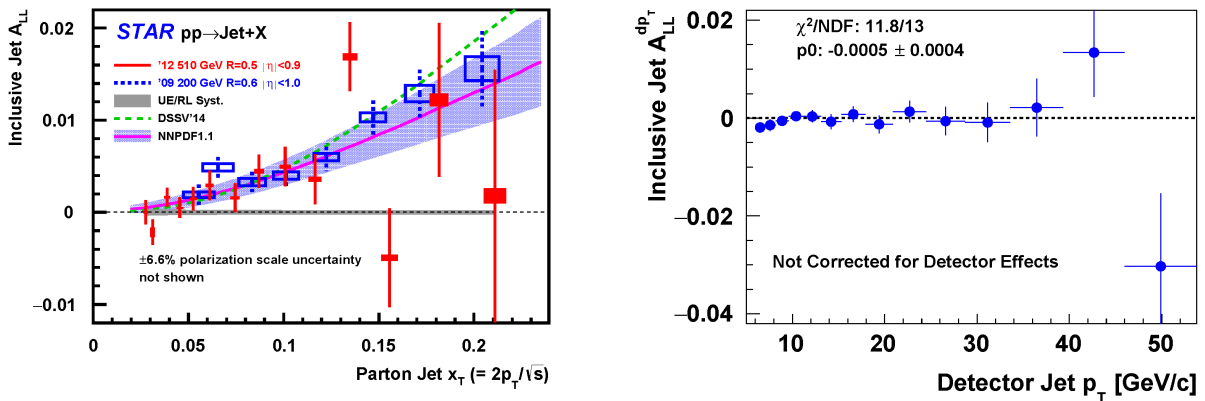 Inclusive Jet A_LL
0.02
0.01
0
−0.01
STAR pp→Jet+X
'12 510 GeV R=0.5 |η|<0.9
'09 200 GeV R=0.6 |η|<1.0
UE/RL Syst.
DSSV'14
NNPDF1.1
±6.6% polarization scale uncertainty
not shown
0 0.05 0.1 0.15 0.2
Parton Jet x_T (= 2p_T/√s)
Inclusive Jet A_LL^dp_T
0.02
0
−0.02
−0.04
χ²/NDF: 11.8/13
p0: -0.0005 ± 0.0004
Not Corrected for Detector Effects
10 20 30 40 50
Detector Jet p_T [GeV/c]